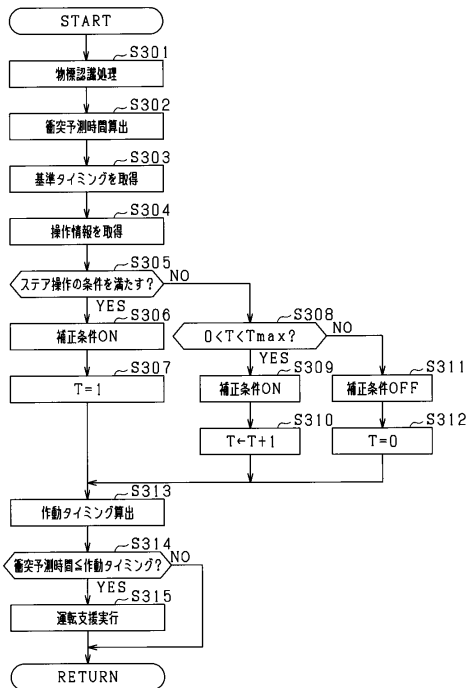 START
S301
物標認識処理
S302
衝突予測時間算出
S303
基準タイミングを取得
S304
操作情報を取得
S305
ステア操作の条件を満たす?
NO
YES
S306
補正条件ON
S307
T=1
S308
0<T<Tmax?
NO
YES
S309
補正条件ON
S310
T←T+1
S311
補正条件OFF
S312
T=0
S313
作動タイミング算出
S314
衝突予測時間≦作動タイミング?
NO
YES
S315
運転支援実行
RETURN